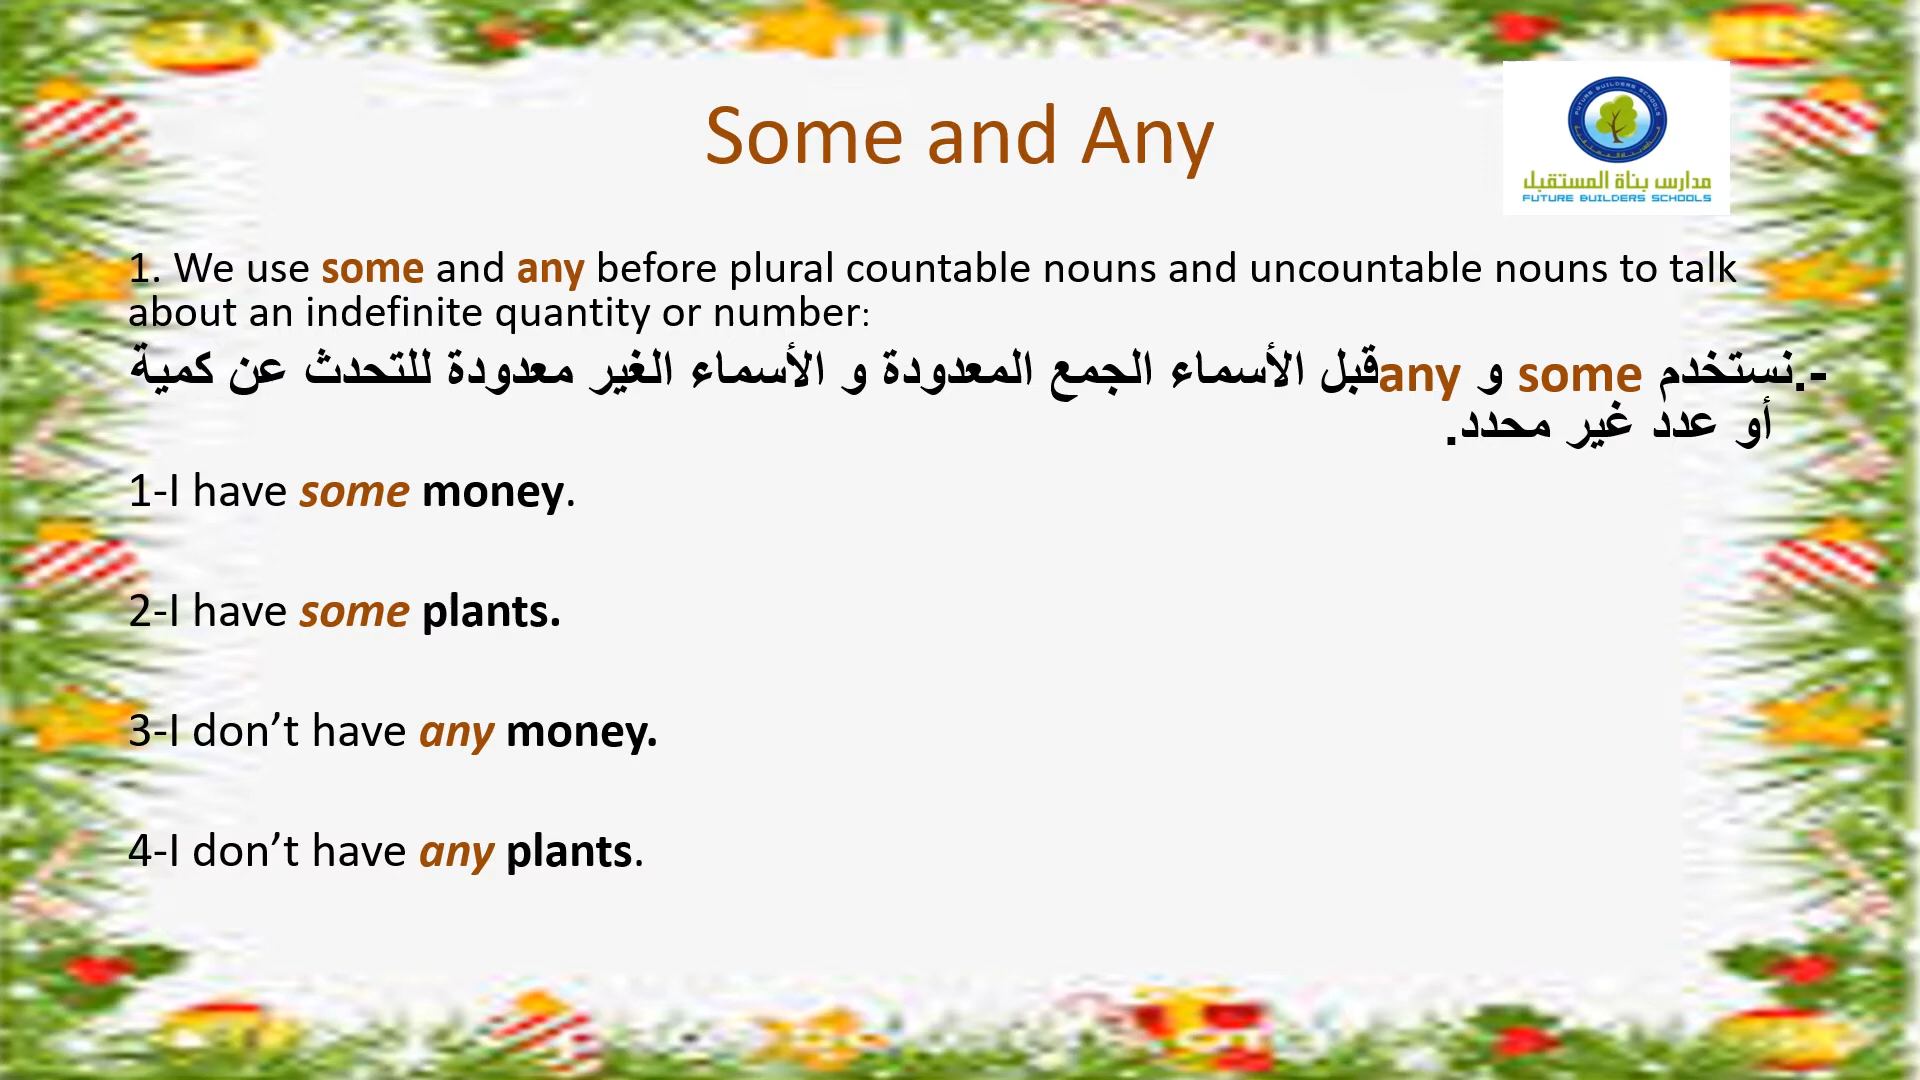 Some and Any
مدارس بناة المستقبل
FUTURE BUILDERS SCHOOLS
1. We use some and any before plural countable nouns and uncountable nouns to talk
about an indefinite quantity or number:
-.نستخدم some و anyقبل الأسماء الجمع المعدودة و الأسماء الغير معدودة للتحدث عن كمية
أو عدد غير محدد.
1-I have some money.
2-I have some plants.
3-I don’t have any money.
4-I don’t have any plants.